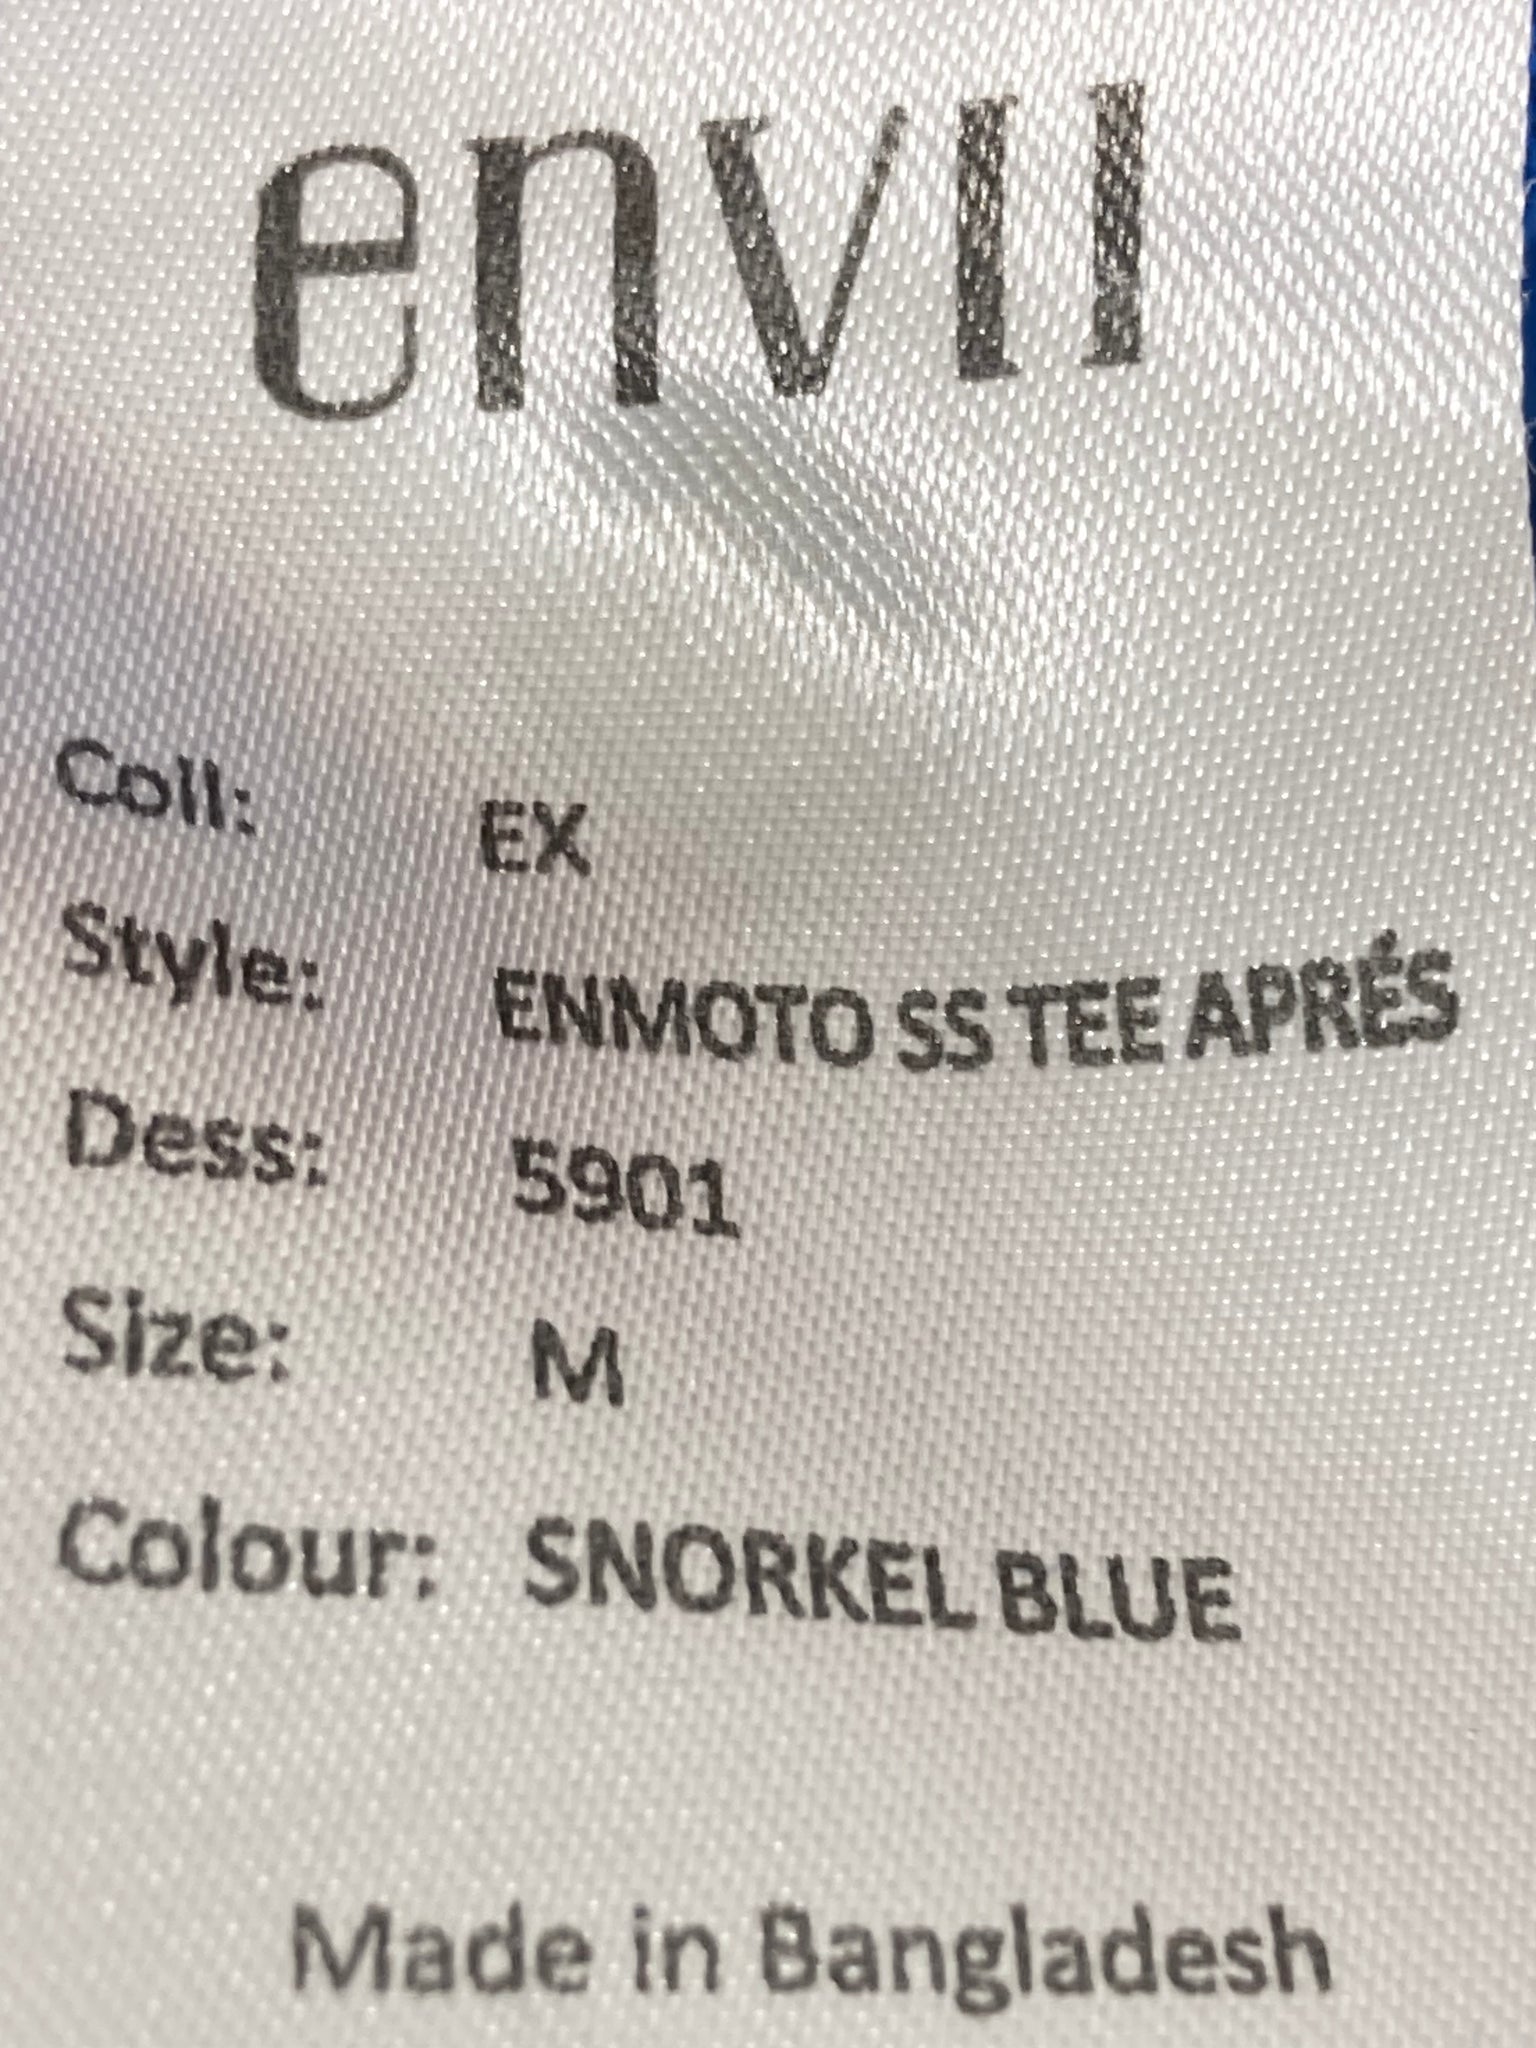 envii
Coll: EX
Style: ENMOTO SS TEE APRÉS
Dess: 5901
Size: M
Colour: SNORKEL BLUE
Made in Bangladesh